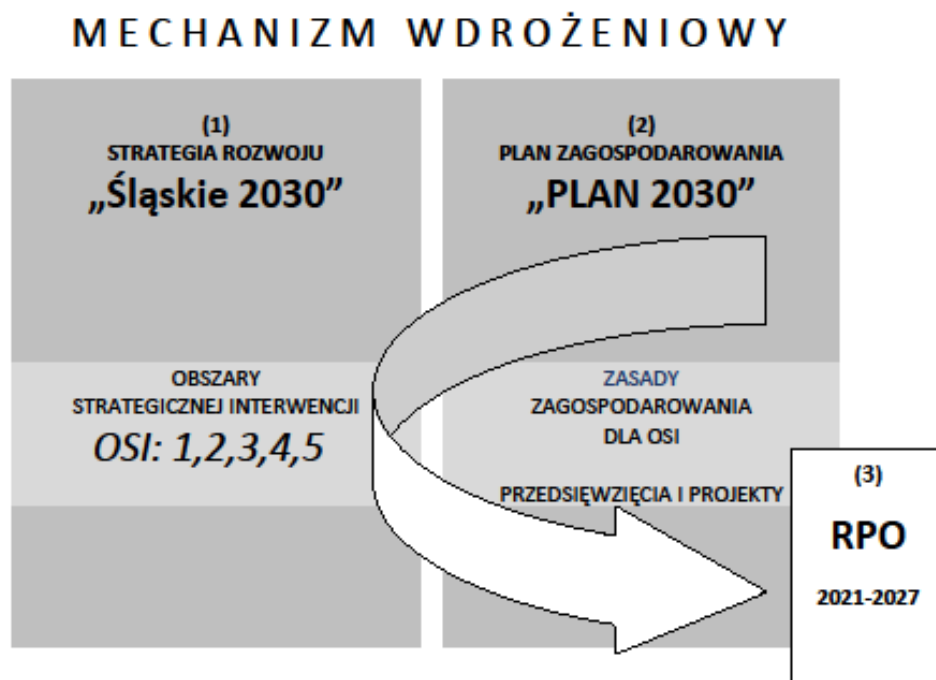 MECHANIZM WDROŻENIOWY
(1)
STRATEGIA ROZWOJU
„Śląskie 2030”
OBSZARY
STRATEGICZNEJ INTERWENCJI
OSI: 1,2,3,4,5
(2)
PLAN ZAGOSPODAROWANIA
„PLAN 2030”
ZASADY
ZAGOSPODAROWANIA
DLA OSI
PRZEDSIĘWZIĘCIA I PROJEKTY
(3)
RPO
2021-2027